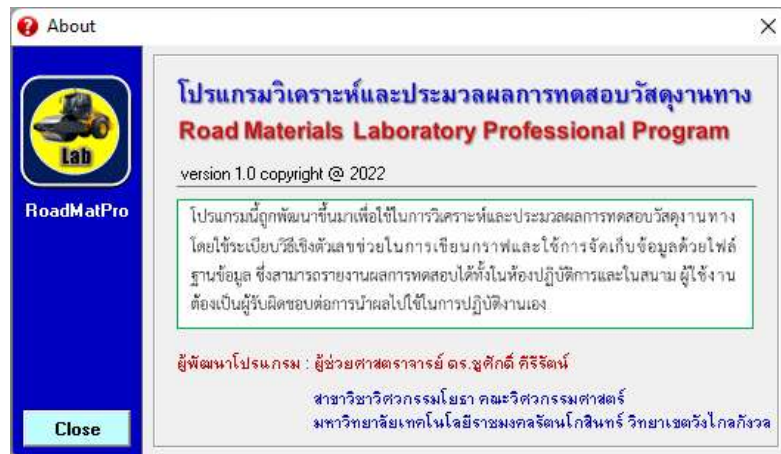 About
โปรแกรมวิเคราะห์และประมวลผลการทดสอบวัสดุงานทาง
Road Materials Laboratory Professional Program
version 1.0 copyright @ 2022
Lab
RoadMatPro
โปรแกรมนี้ถูกพัฒนาขึ้นมาเพื่อใช้ในการวิเคราะห์และประมวลผลการทดสอบวัสดุงานทาง
โดยใช้ระเบียบวิธีเชิงตัวเลขช่วยในการเขียนกราฟและใช้การจัดเก็บข้อมูลด้วยไฟล์
ฐานข้อมูล ซึ่งสามารถรายงานผลการทดสอบได้ทั้งในห้องปฏิบัติการและในสนาม ผู้ใช้งาน
ต้องเป็นผู้รับผิดชอบต่อการนำผลไปใช้ในการปฏิบัติงานเอง
ผู้พัฒนาโปรแกรม : ผู้ช่วยศาสตราจารย์ ดร.ชูศักดิ์ คีรีรัตน์
สาขาวิชาวิศวกรรมโยธา คณะวิศวกรรมศาสตร์
มหาวิทยาลัยเทคโนโลยีราชมงคลรัตนโกสินทร์ วิทยาเขตวังไกลกังวล
Close